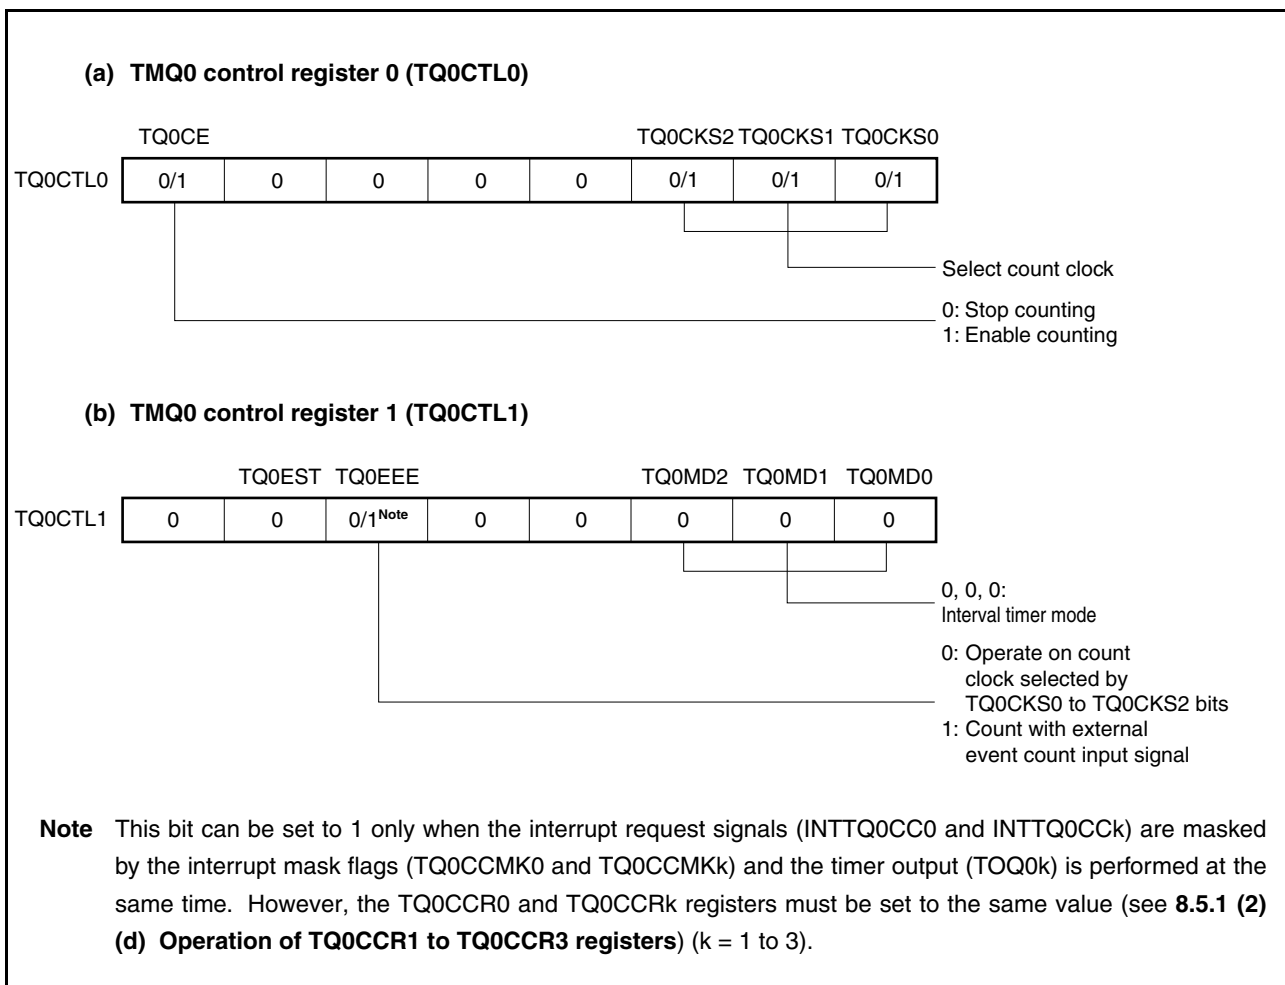 (a) TMQ0 control register 0 (TQ0CTL0)
TQ0CE TQ0CKS2 TQ0CKS1 TQ0CKS0
TQ0CTL0 0/1 0 0 0 0 0/1 0/1 0/1
Select count clock
0: Stop counting
1: Enable counting
(b) TMQ0 control register 1 (TQ0CTL1)
TQ0EST TQ0EEE TQ0MD2 TQ0MD1 TQ0MD0
TQ0CTL1 0 0 0/1Note 0 0 0 0 0
0, 0, 0:
Interval timer mode
0: Operate on count
clock selected by
TQ0CKS0 to TQ0CKS2 bits
1: Count with external
event count input signal
Note This bit can be set to 1 only when the interrupt request signals (INTTQ0CC0 and INTTQ0CCk) are masked
by the interrupt mask flags (TQ0CCMK0 and TQ0CCMKk) and the timer output (TOQ0k) is performed at the
same time. However, the TQ0CCR0 and TQ0CCRk registers must be set to the same value (see 8.5.1 (2)
(d) Operation of TQ0CCR1 to TQ0CCR3 registers) (k = 1 to 3).